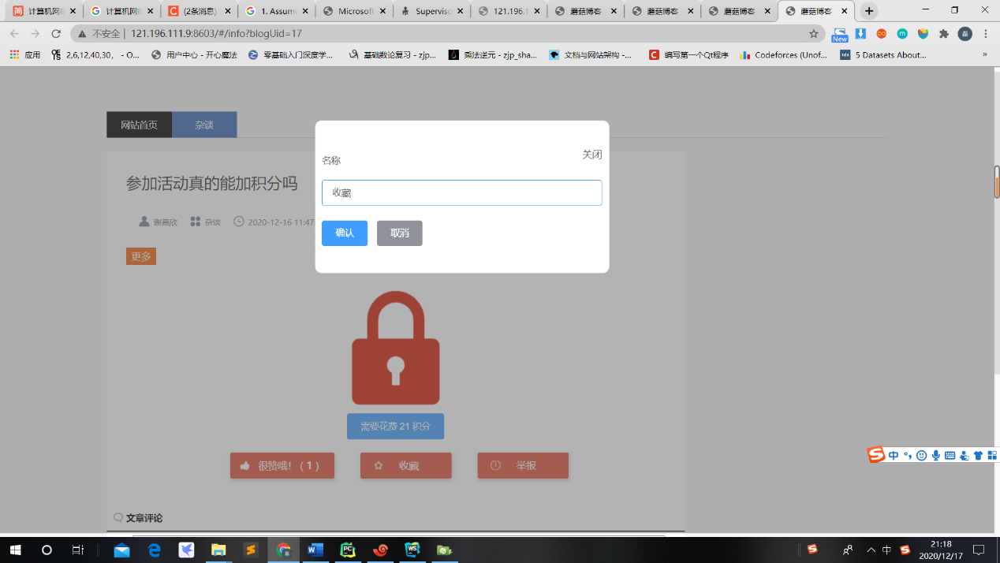 计算机网
计算机网
(2条消息)
1. Assume
Microsoft
Superviso
121.196.1
蘑菇博客
蘑菇博客
蘑菇博客
蘑菇博客
不安全 | 121.196.111.9:8603/#/info?blogUid=17
New
磊
应用
2,6,12,40,30, - O...
用户中心 - 开心魔法
零基础入门深度学...
基础数论复习 - zjp...
乘法逆元 - zjp_sha...
文档与网站架构 -...
编写第一个Qt程序
Codeforces (Unof...
tds
5 Datasets About...
»
网站首页
杂谈
关闭
名称
收藏
确认
取消
参加活动真的能加积分吗
谢嘉欣
杂谈
2020-12-16 11:47
更多
需要花费 21 积分
很赞哦! ( 1 )
收藏
举报
文章评论
中
中
21:18
2020/12/17